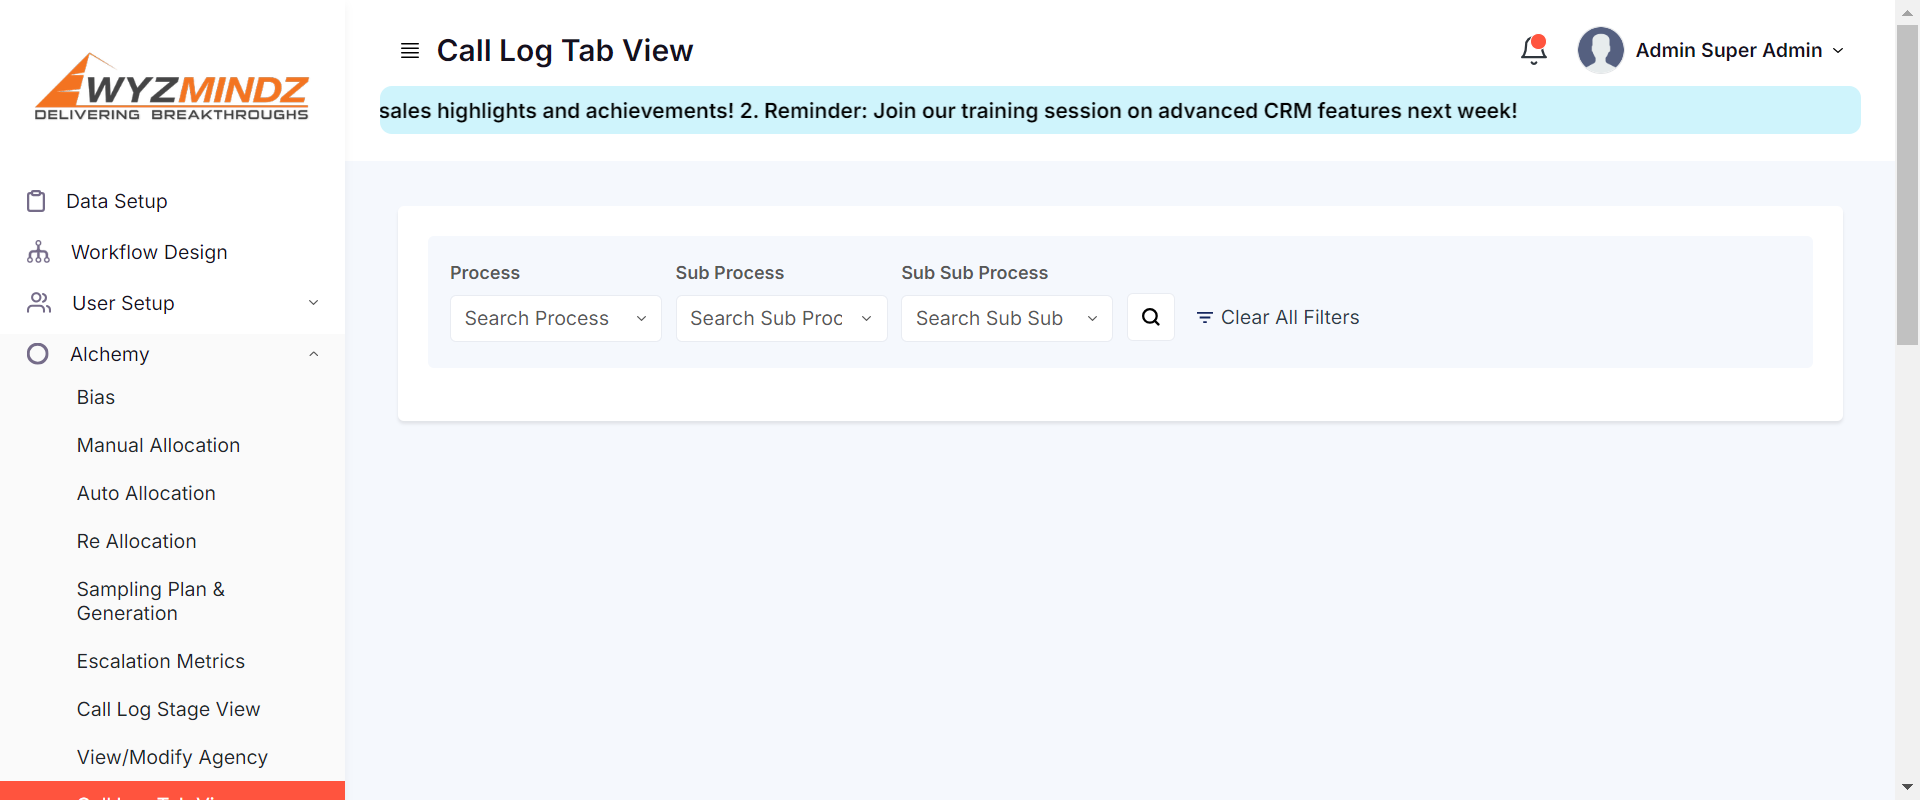 WYZMINDZ
DELIVERING BREAKTHROUGHS
Data Setup
Workflow Design
User Setup
Alchemy
Bias
Manual Allocation
Auto Allocation
Re Allocation
Sampling Plan &
Generation
Escalation Metrics
Call Log Stage View
View/Modify Agency
Call Log Tab View
Admin Super Admin
sales highlights and achievements! 2. Reminder: Join our training session on advanced CRM features next week!
Process
Sub Process
Sub Sub Process
Search Process
Search Sub Proc
Search Sub Sub
Clear All Filters